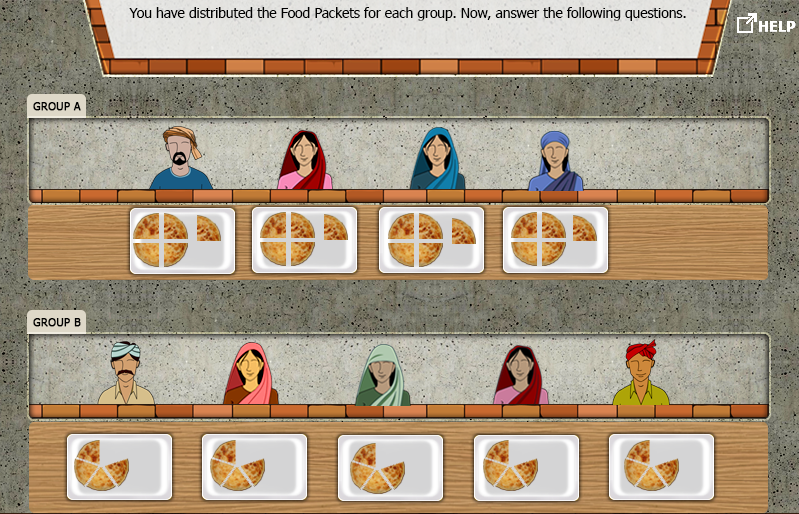 You have distributed the Food Packets for each group. Now, answer the following questions.
HELP
GROUP A
GROUP B